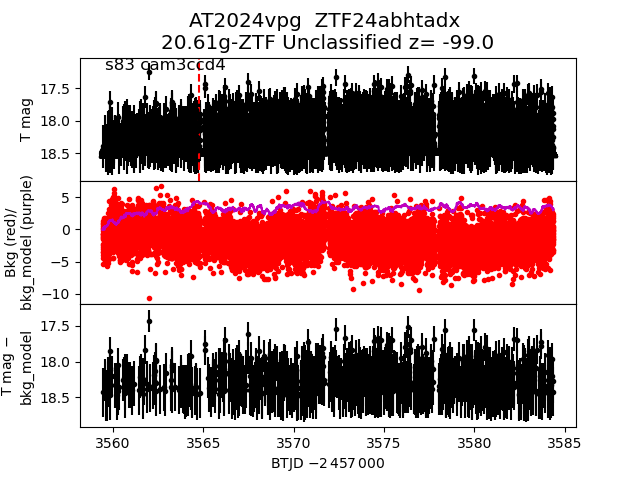 AT2024vpg ZTF24abhtadx
20.61g-ZTF Unclassified z= -99.0
s83 cam3ccd4
T mag
17.5
18.0
18.5
Bkg (red)/
bkg_model (purple)
5
0
−5
−10
T mag −
bkg_model
17.5
18.0
18.5
3560 3565 3570 3575 3580 3585
BTJD −2 457 000